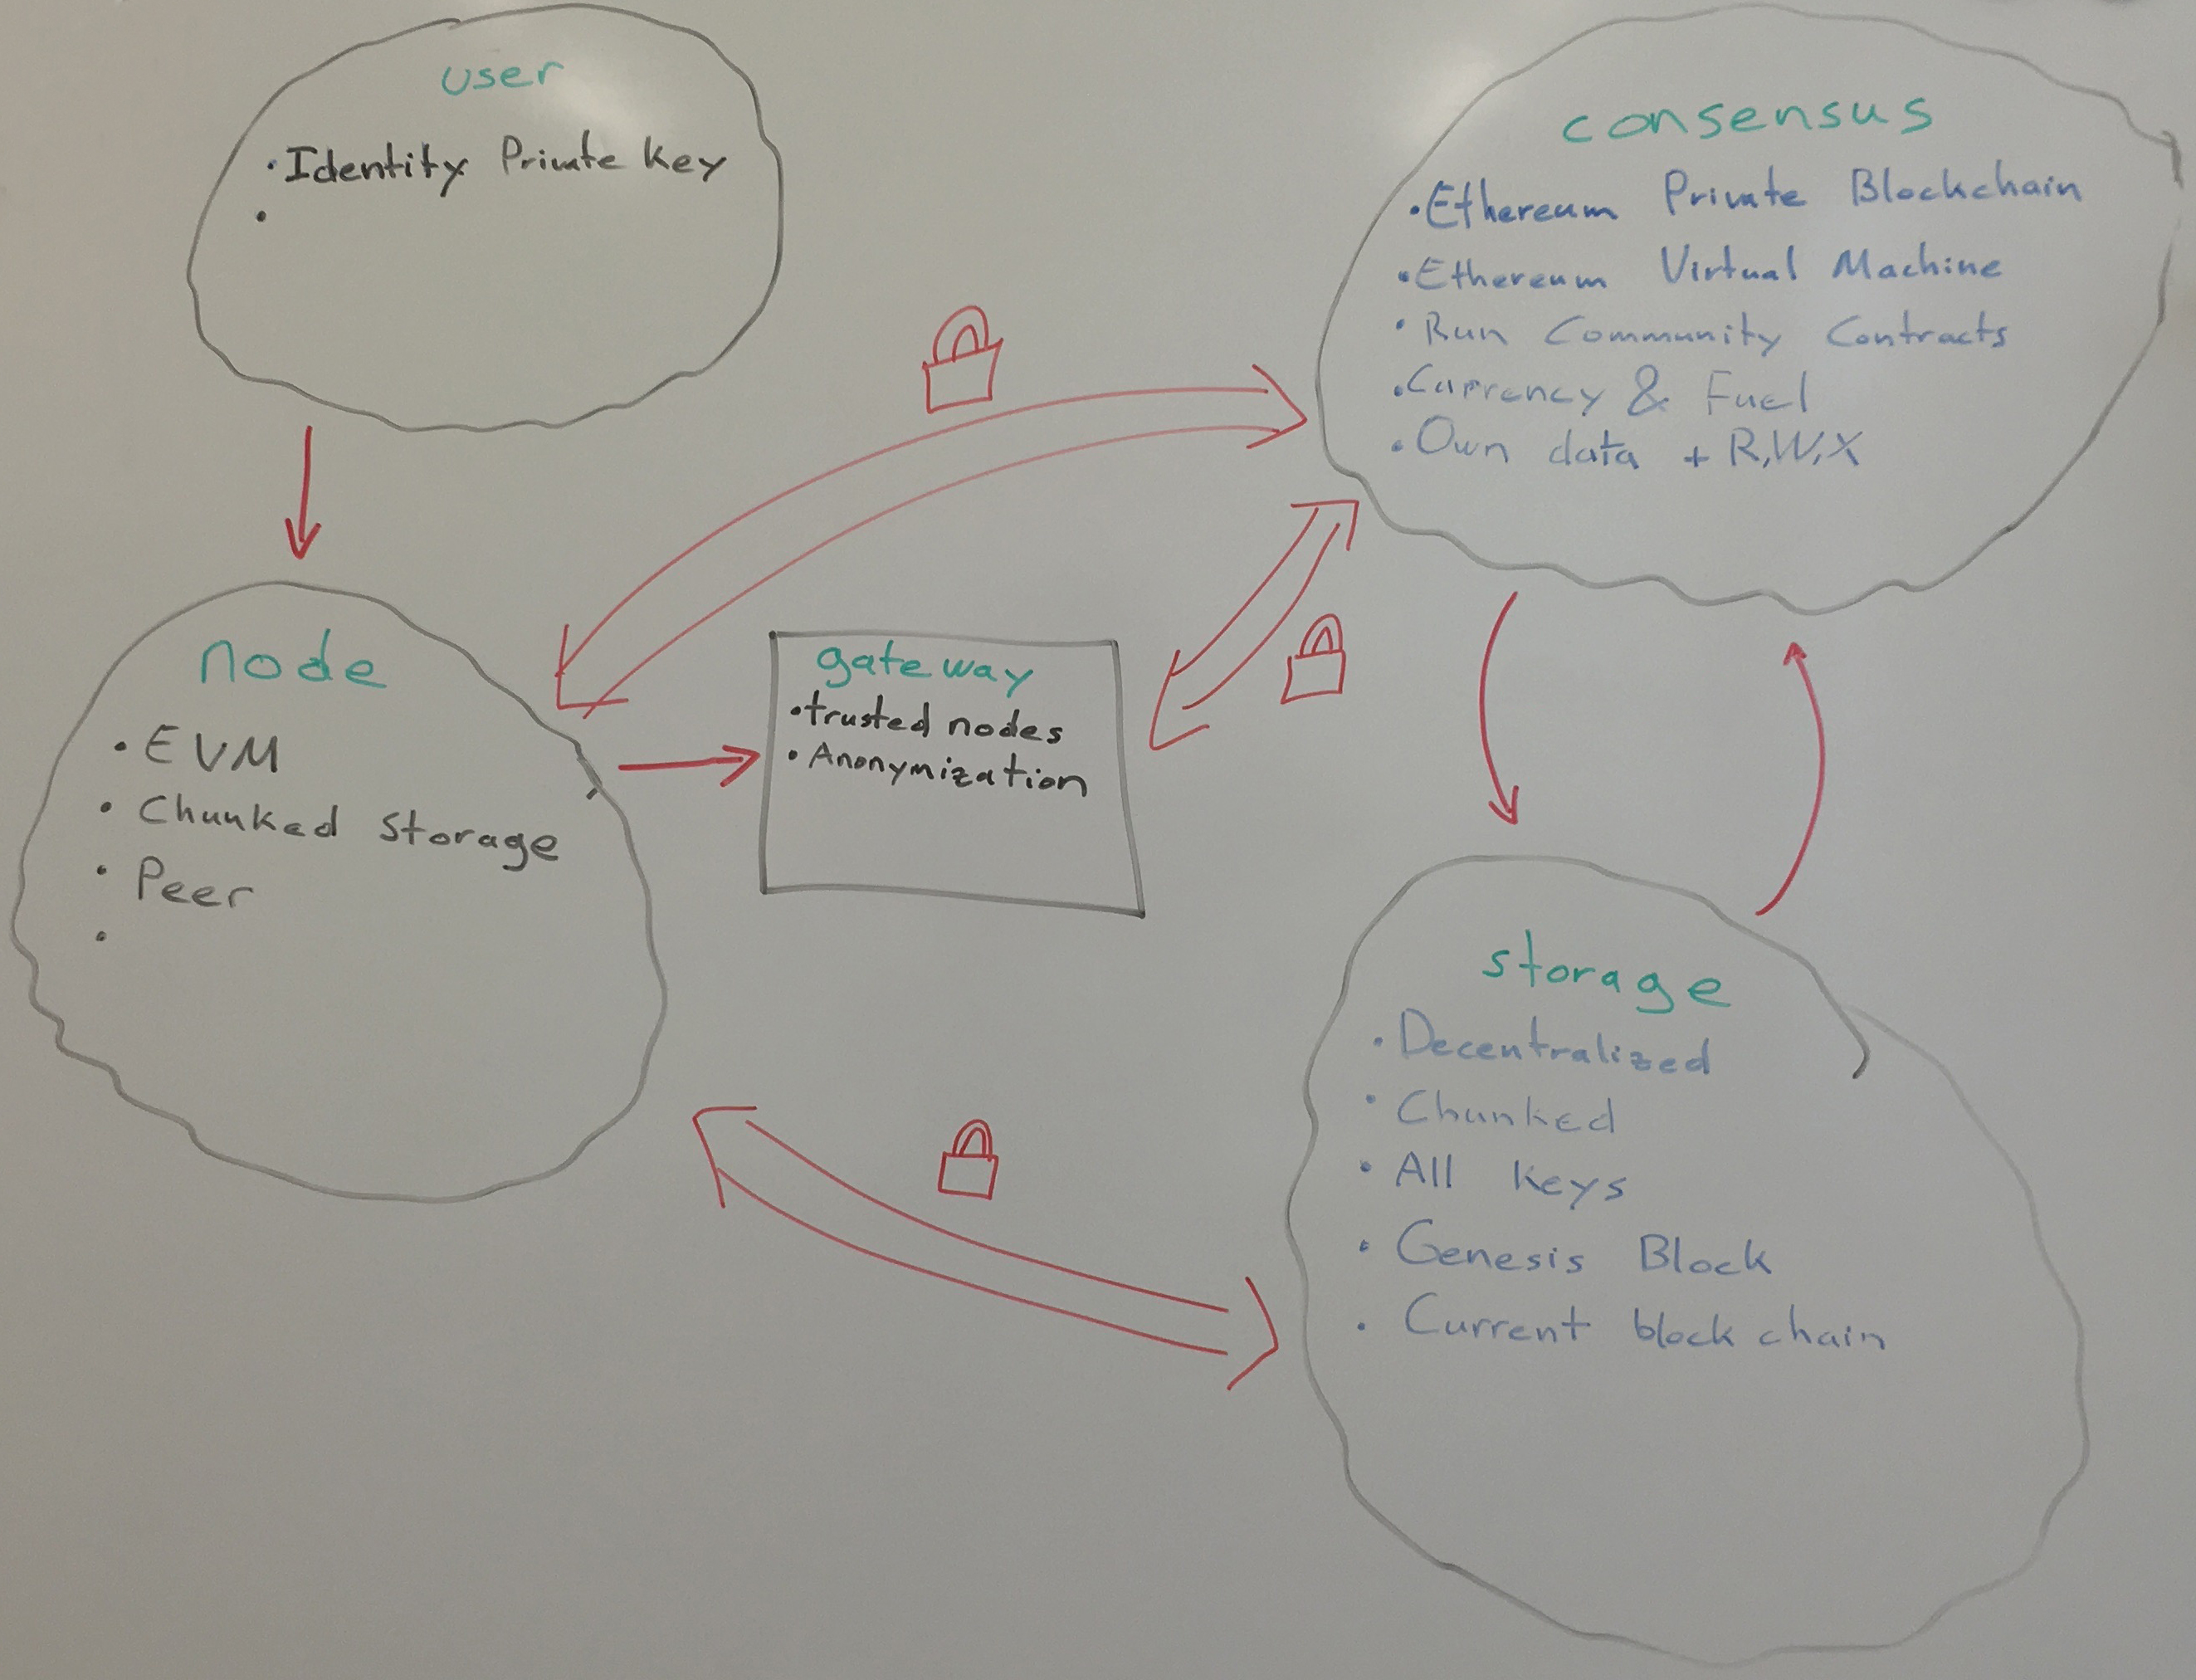 user
• Identity Private Key
•
consensus
• Ethereum Private Blockchain
• Ethereum Virtual Machine
• Run Community Contracts
• Currency & Fuel
• Own data + R,W,X
node
• EVM
• Chunked Storage
• Peer
•
gateway
• trusted nodes
• Anonymization
storage
• Decentralized
• Chunked
• All keys
• Genesis Block
• Current block chain